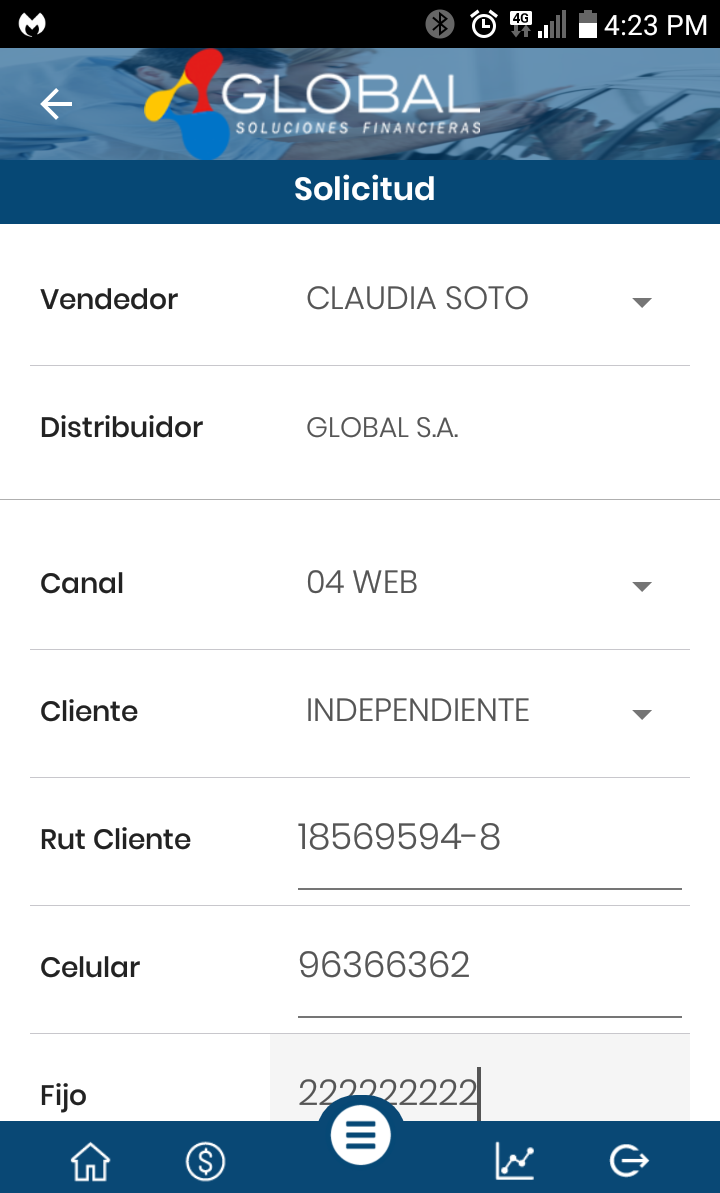 4G
4:23 PM
GLOBAL
SOLUCIONES FINANCIERAS
Solicitud
Vendedor CLAUDIA SOTO
Distribuidor GLOBAL S.A.
Canal 04 WEB
Cliente INDEPENDIENTE
Rut Cliente 18569594-8
Celular 96366362
Fijo 222222222